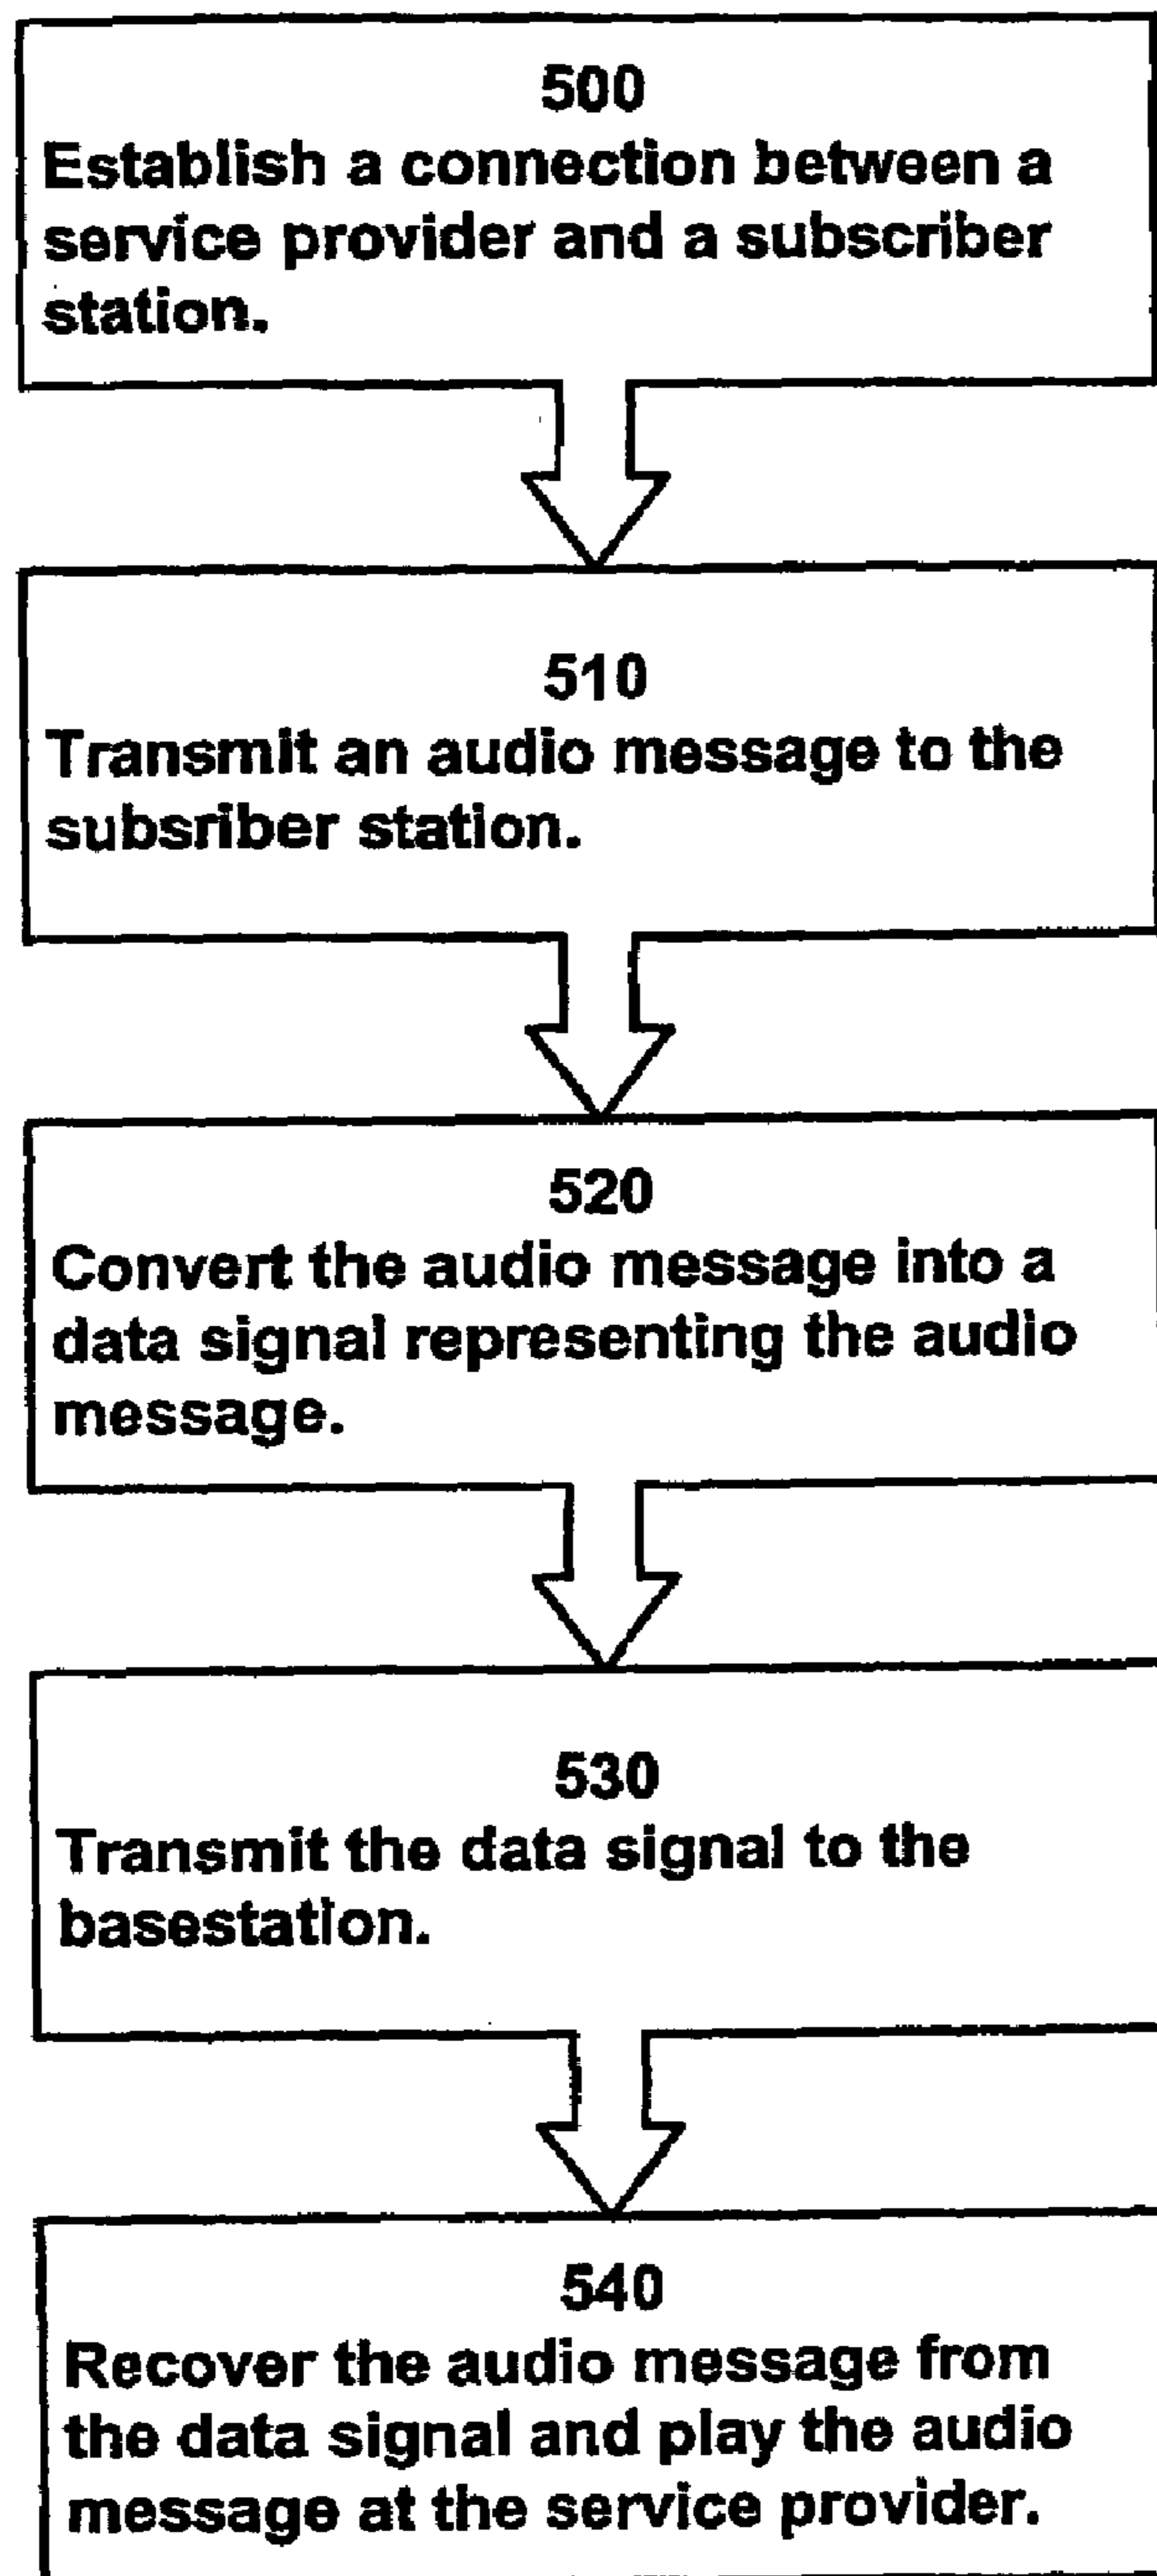 500
Establish a connection between a
service provider and a subscriber
station.
510
Transmit an audio message to the
subsriber station.
520
Convert the audio message into a
data signal representing the audio
message.
530
Transmit the data signal to the
basestation.
540
Recover the audio message from
the data signal and play the audio
message at the service provider.